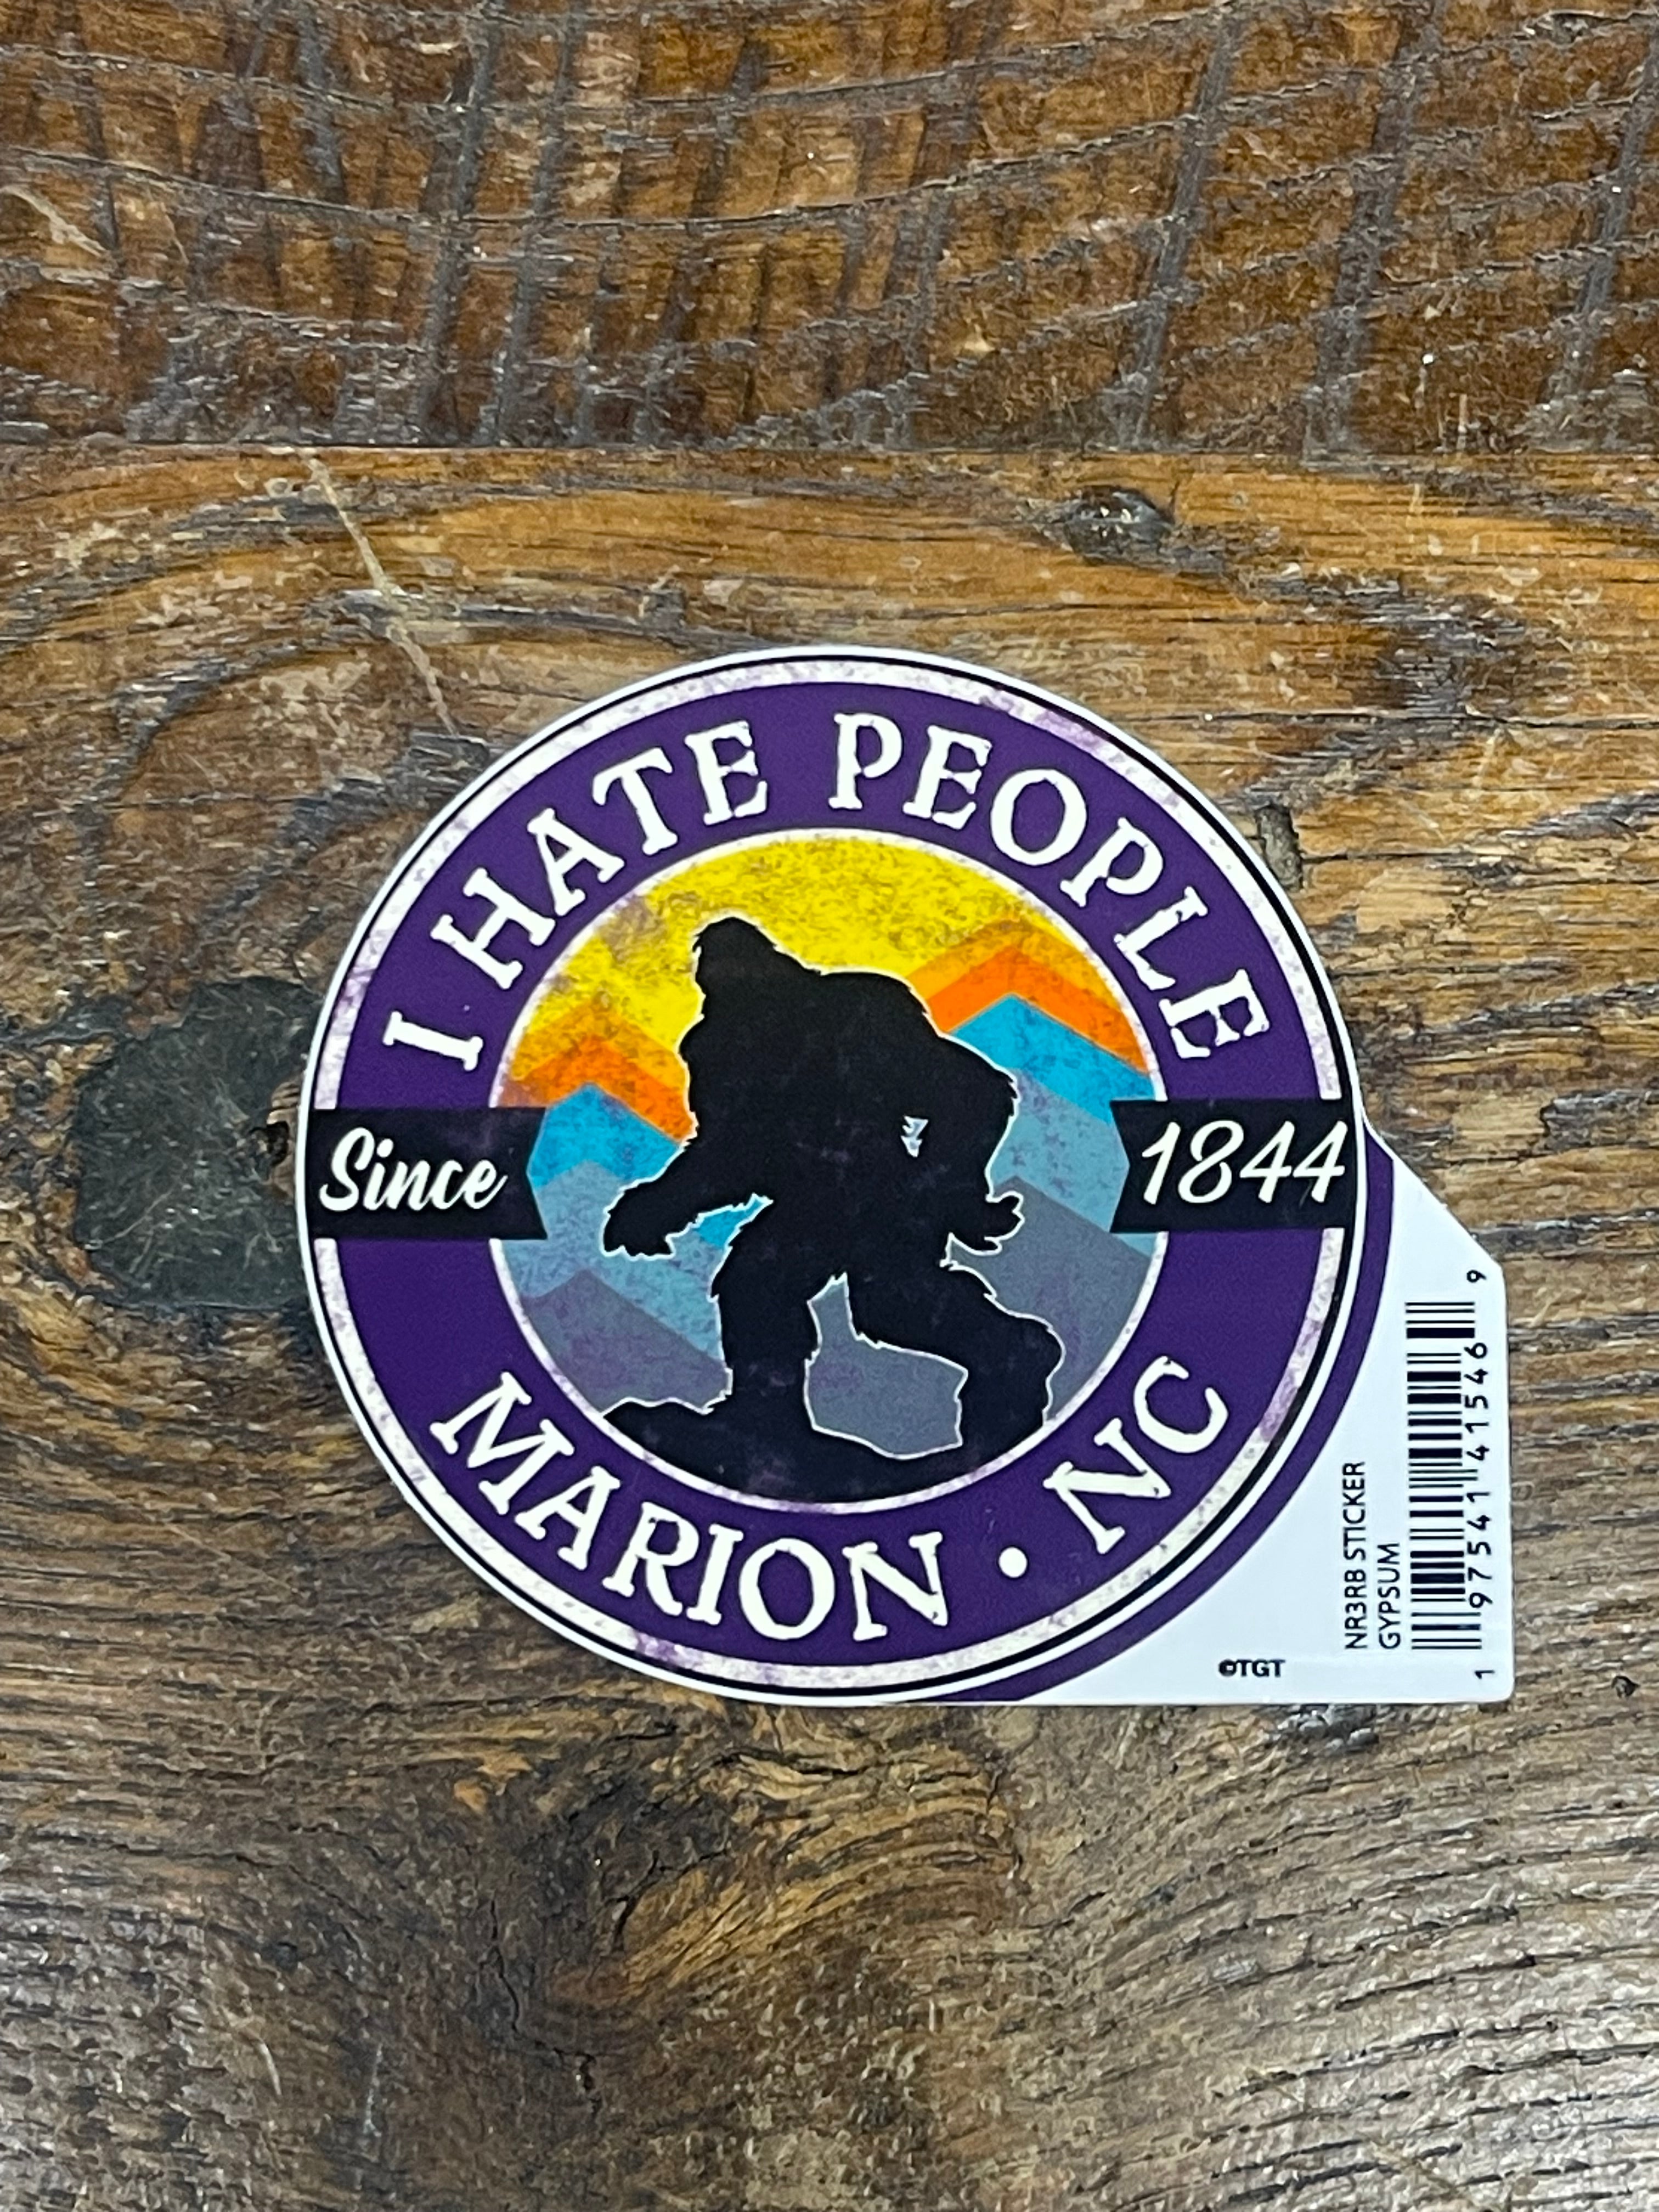 I HATE PEOPLE
Since 1844
MARION • NC
NR3RB STICKER
GYPSUM
1 97541 41546 9
©TGT